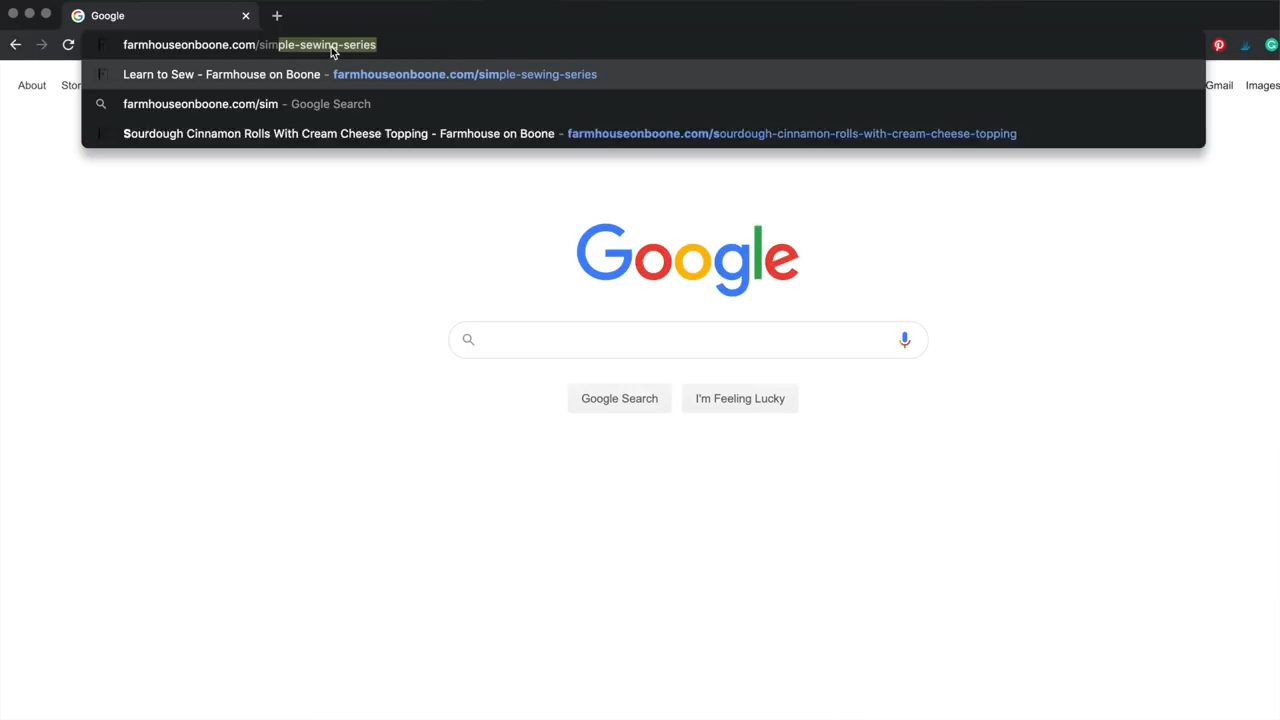 Google
farmhouseonboone.com/simple-sewing-series
Learn to Sew - Farmhouse on Boone - farmhouseonboone.com/simple-sewing-series
farmhouseonboone.com/sim - Google Search
Sourdough Cinnamon Rolls With Cream Cheese Topping - Farmhouse on Boone - farmhouseonboone.com/sourdough-cinnamon-rolls-with-cream-cheese-topping
About Stor Gmail Images
Google
Google Search I'm Feeling Lucky